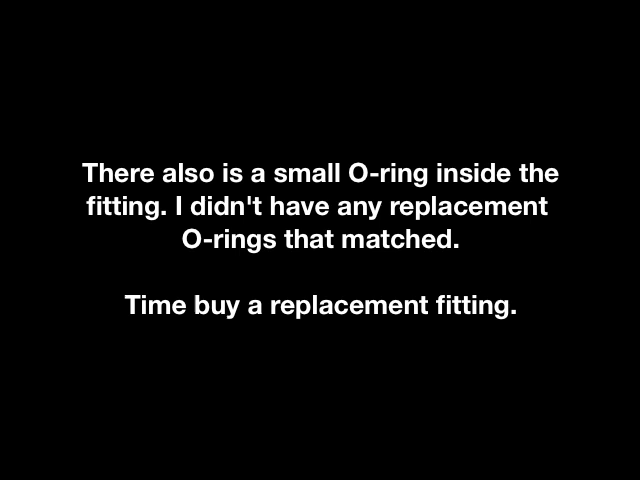 There also is a small O-ring inside the
fitting. I didn't have any replacement
O-rings that matched.
Time buy a replacement fitting.